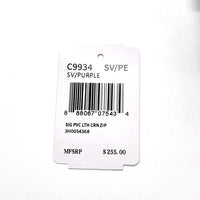 C9934 SV/PE
SV/PURPLE
8 88067 07543 4
SIG PVC LTH CRN ZIP
3H0054368
MFSRP $ 255.00